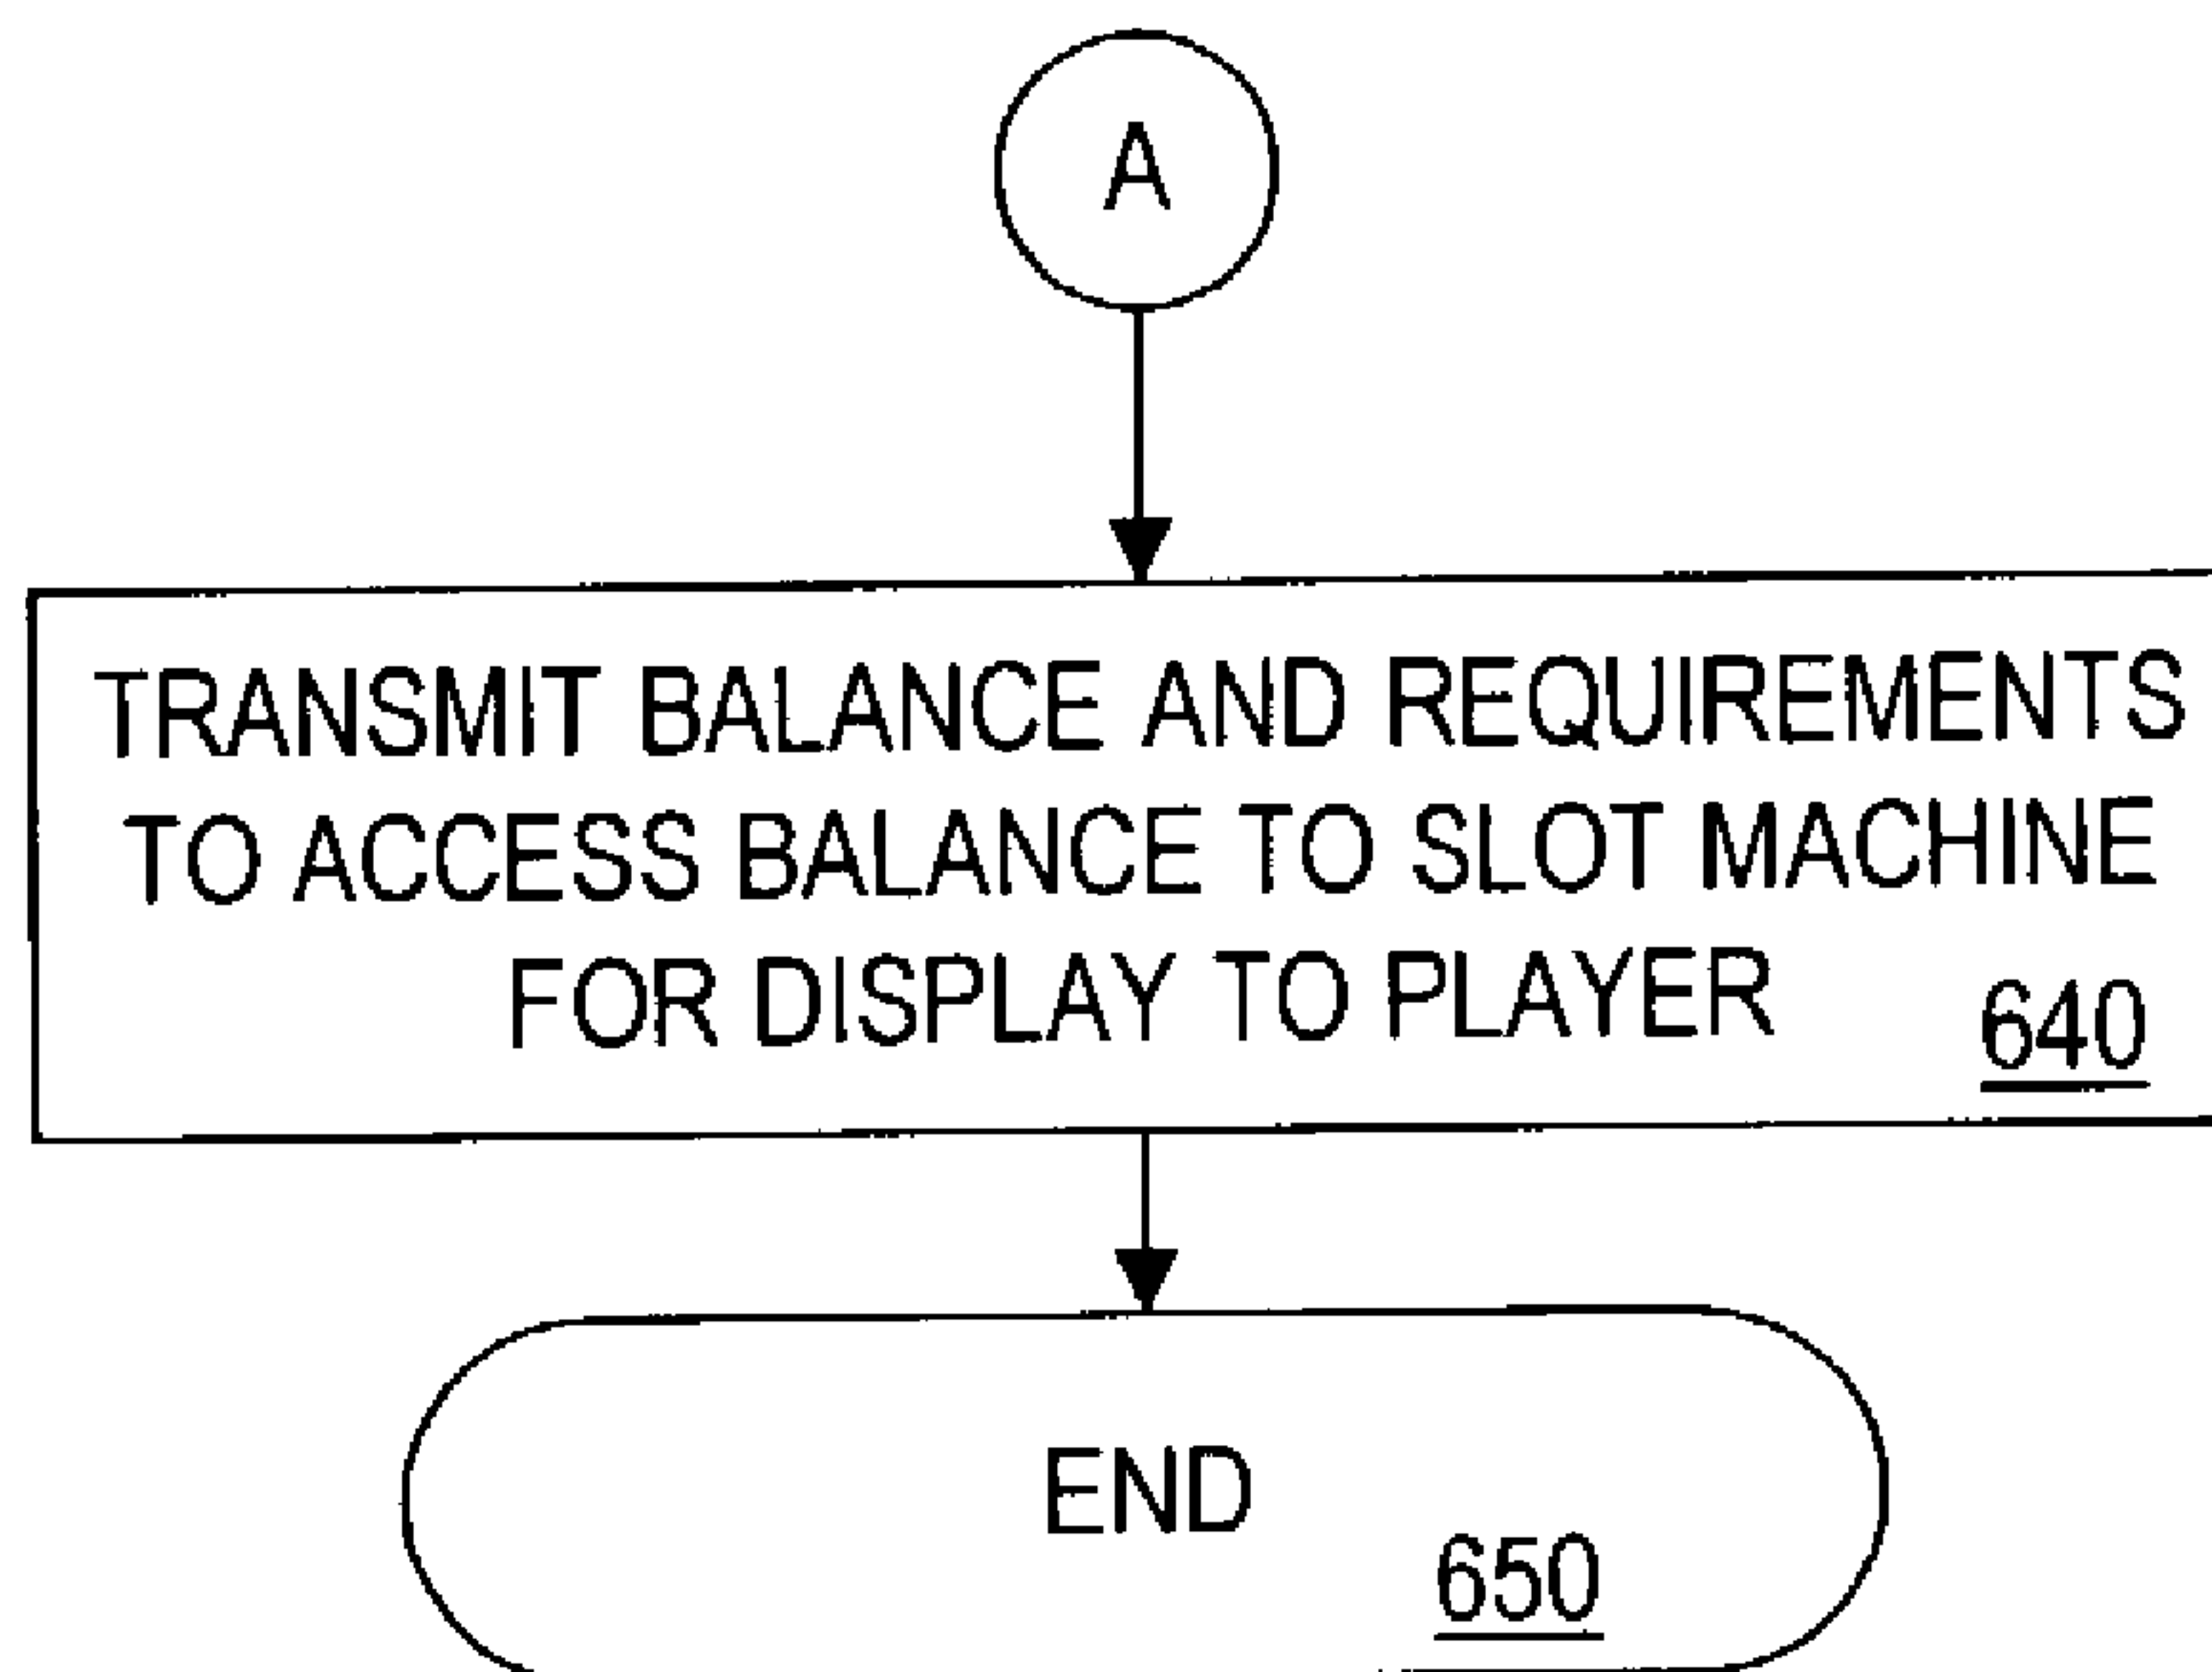 A
TRANSMIT BALANCE AND REQUIREMENTS
TO ACCESS BALANCE TO SLOT MACHINE
FOR DISPLAY TO PLAYER
640
END
650